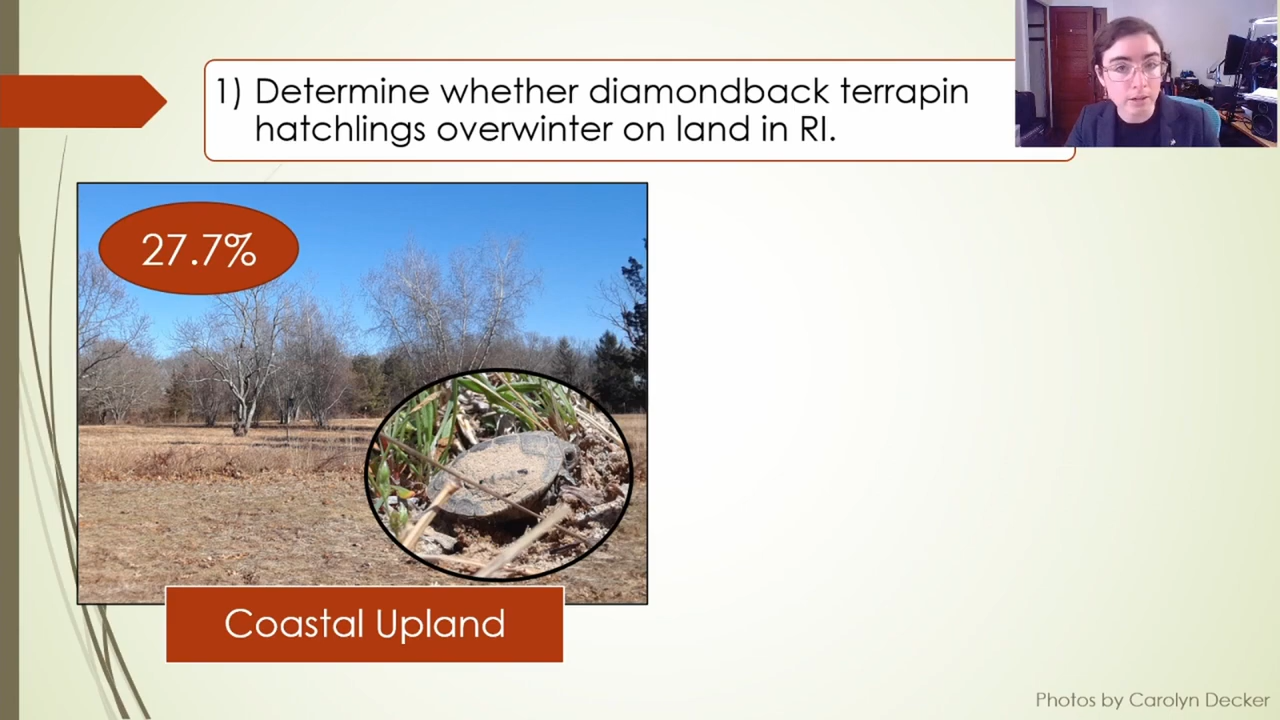 1) Determine whether diamondback terrapin
hatchlings overwinter on land in RI.
27.7%
Coastal Upland
Photos by Carolyn Decker